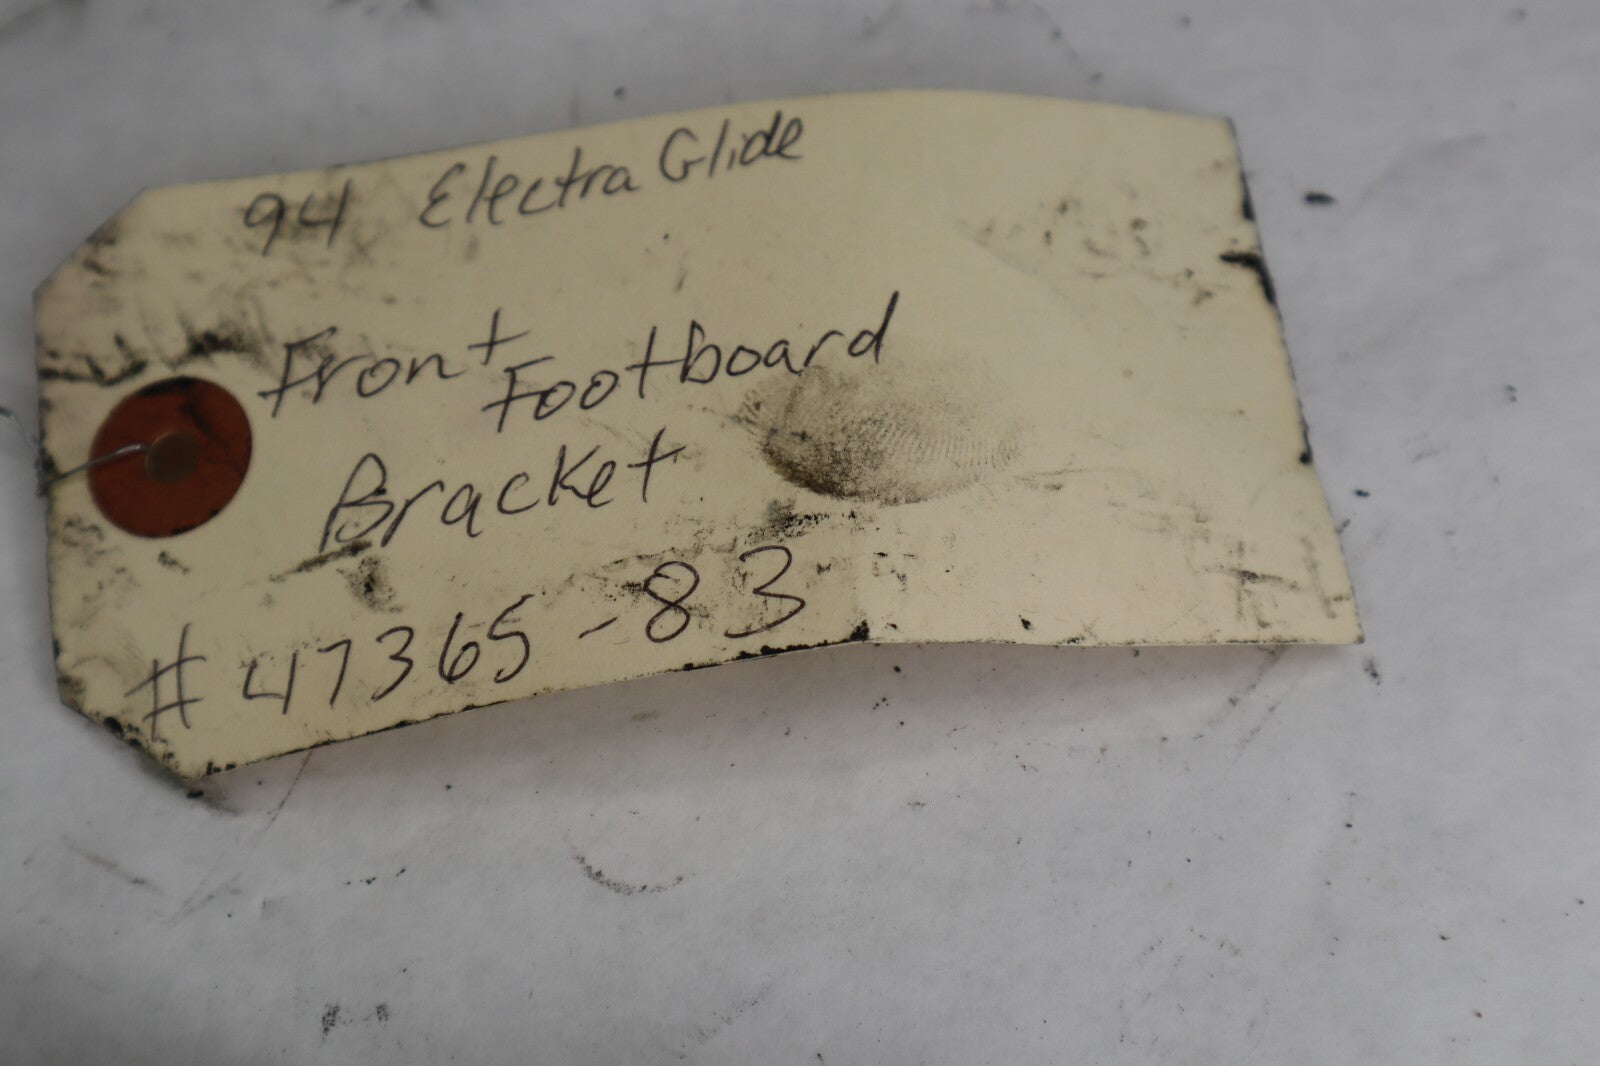 94 Electra Glide
Front Footboard
Bracket
# 47365-83